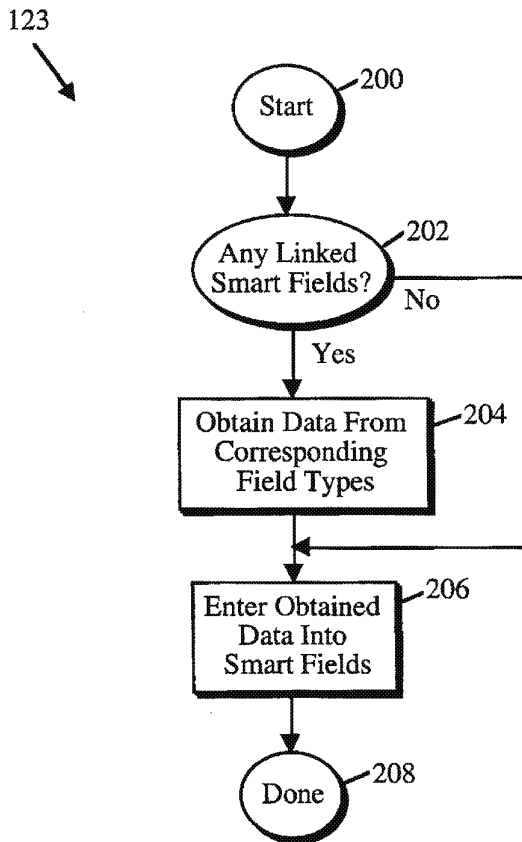 123
200
Start
202
Any Linked
Smart Fields?
No
Yes
204
Obtain Data From
Corresponding
Field Types
206
Enter Obtained
Data Into
Smart Fields
208
Done